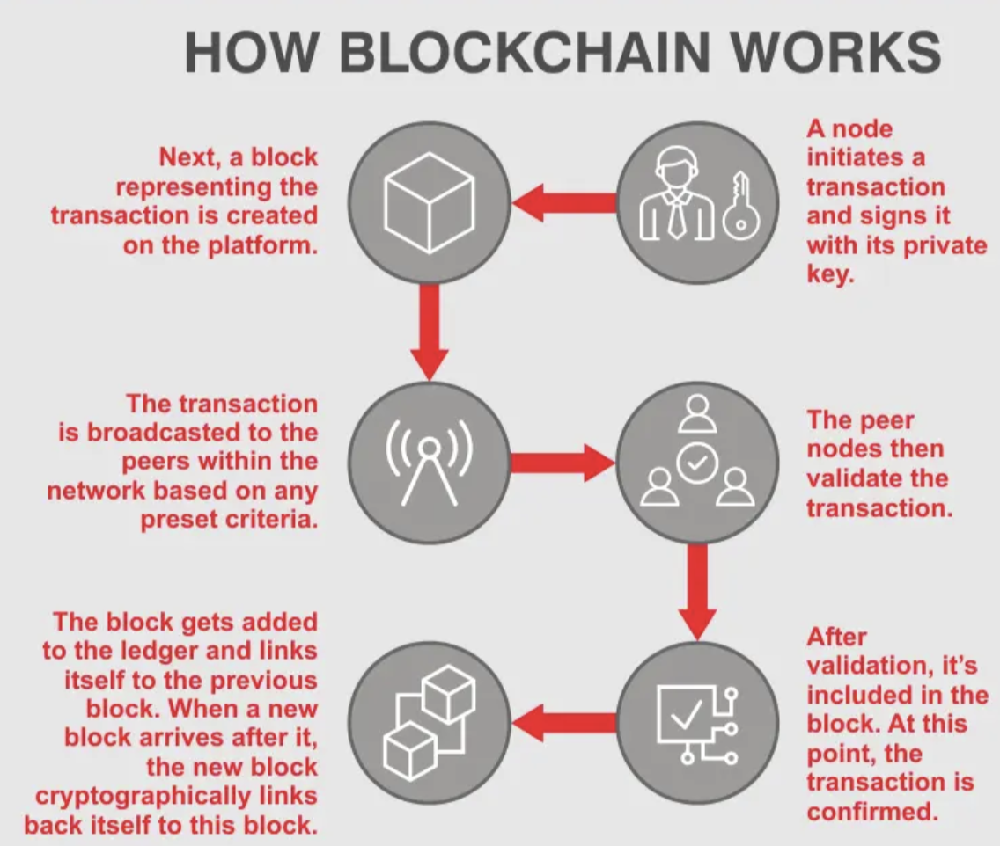 HOW BLOCKCHAIN WORKS
A node
initiates a
transaction
and signs it
with its private
key.
Next, a block
representing the
transaction is created
on the platform.
The transaction
is broadcasted to the
peers within the
network based on any
preset criteria.
The peer
nodes then
validate the
transaction.
After
validation, it’s
included in the
block. At this
point, the
transaction is
confirmed.
The block gets added
to the ledger and links
itself to the previous
block. When a new
block arrives after it,
the new block
cryptographically links
back itself to this block.